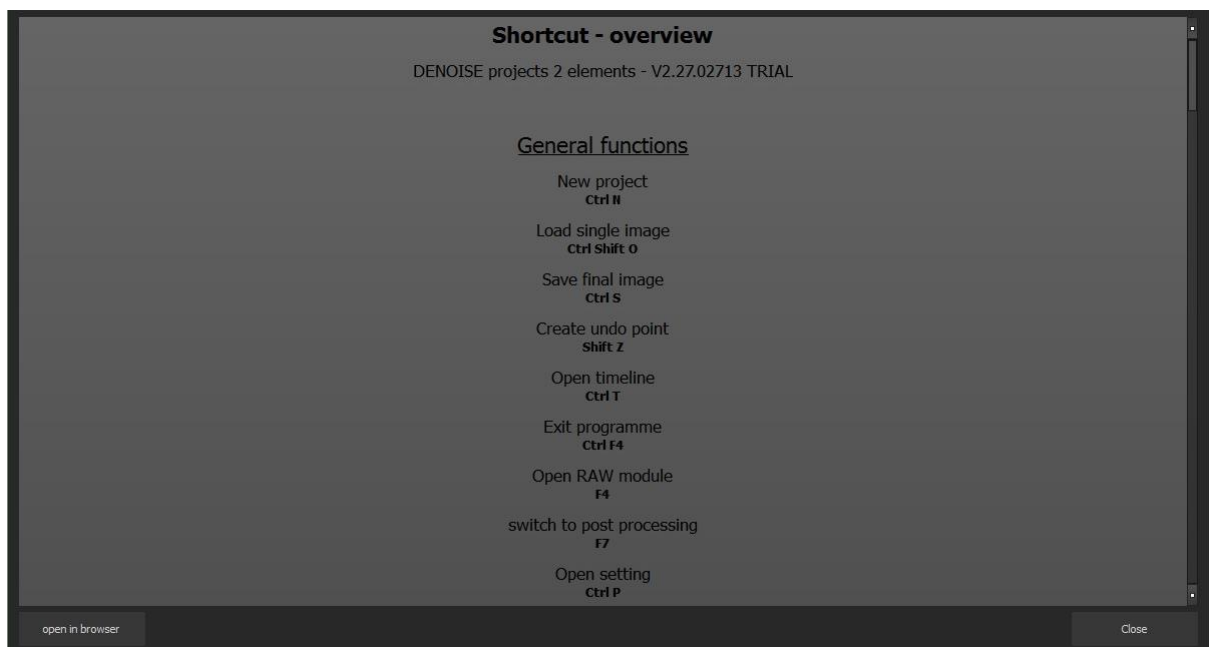 Shortcut - overview
DENOISE projects 2 elements - V2.27.02713 TRIAL
General functions
New project
Ctrl N
Load single image
Ctrl Shift O
Save final image
Ctrl S
Create undo point
Shift Z
Open timeline
Ctrl T
Exit programme
Ctrl F4
Open RAW module
F4
switch to post processing
F7
Open setting
Ctrl P
open in browser
Close